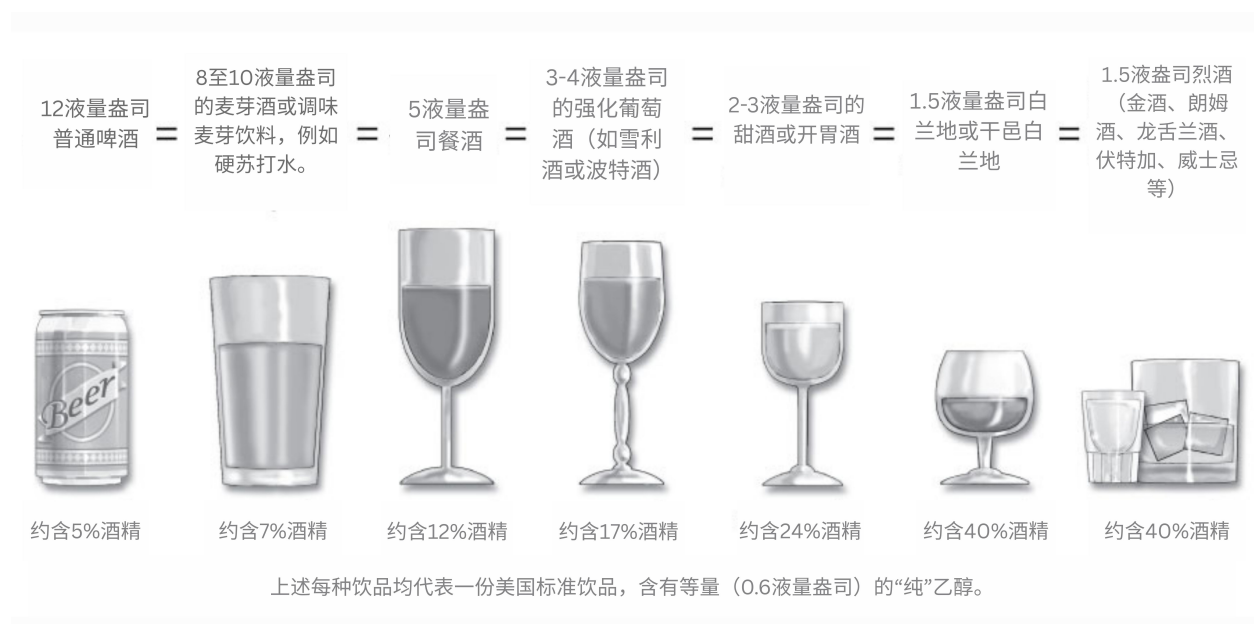 12液量盎司
普通啤酒
=
8至10液量盎司
的麦芽酒或调味
麦芽饮料，例如
硬苏打水。
=
5液量盎
司餐酒
=
3-4液量盎司
的强化葡萄
酒（如雪利
酒或波特酒）
=
2-3液量盎司的
甜酒或开胃酒
=
1.5液量盎司白
兰地或干邑白
兰地
=
1.5液盎司烈酒
（金酒、朗姆
酒、龙舌兰酒、
伏特加、威士忌
等）
Beer
约含5%酒精
约含7%酒精
约含12%酒精
约含17%酒精
约含24%酒精
约含40%酒精
约含40%酒精
上述每种饮品均代表一份美国标准饮品，含有等量（0.6液量盎司）的“纯”乙醇。